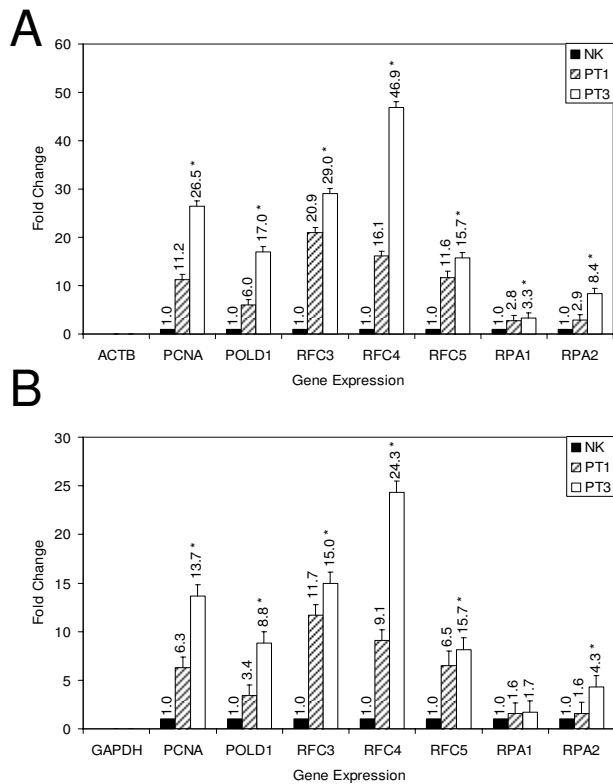 A
60
50
40
30
20
10
0
Fold Change
NK
PT1
PT3
1.0 11.2 26.5 *
1.0 6.0 17.0 *
1.0 20.9 29.0 *
1.0 16.1 46.9 *
1.0 11.6 15.7 *
1.0 2.8 3.3 *
1.0 2.9 8.4 *
ACTB PCNA POLD1 RFC3 RFC4 RFC5 RPA1 RPA2
Gene Expression
B
30
25
20
15
10
5
0
Fold Change
NK
PT1
PT3
1.0 6.3 13.7 *
1.0 3.4 8.8 *
1.0 11.7 15.0 *
1.0 9.1 24.3 *
1.0 6.5 15.7 *
1.0 1.6 1.7
1.0 1.6 4.3 *
GAPDH PCNA POLD1 RFC3 RFC4 RFC5 RPA1 RPA2
Gene Expression